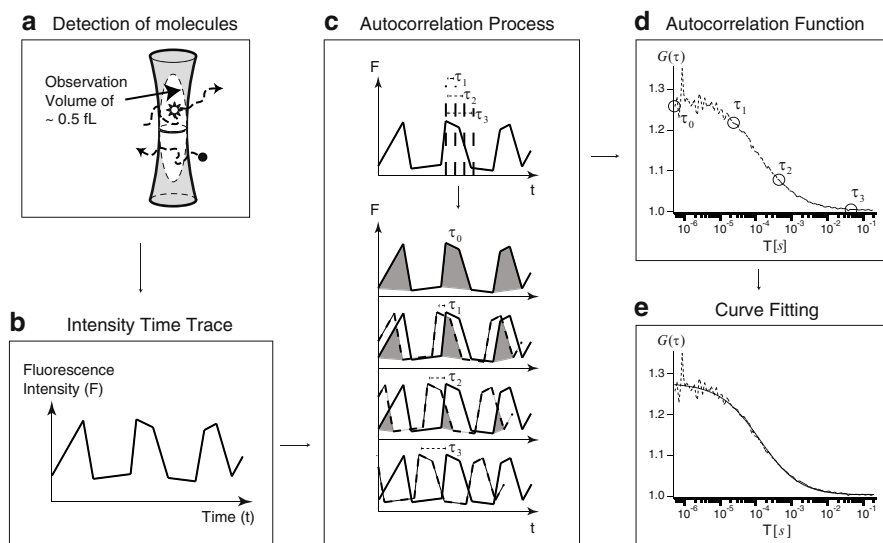 a Detection of molecules
Observation
Volume of
~ 0.5 fL
b Intensity Time Trace
Fluorescence
Intensity (F)
Time (t)
c Autocorrelation Process
F
τ1
τ2
τ3
t
F
τ0
τ1
τ2
τ3
t
d Autocorrelation Function
G(τ)
1.3
1.2
1.1
1.0
τ0
τ1
τ2
τ3
10-6 10-5 10-4 10-3 10-2 10-1
T[s]
e Curve Fitting
G(τ)
1.3
1.2
1.1
1.0
10-6 10-5 10-4 10-3 10-2 10-1
T[s]